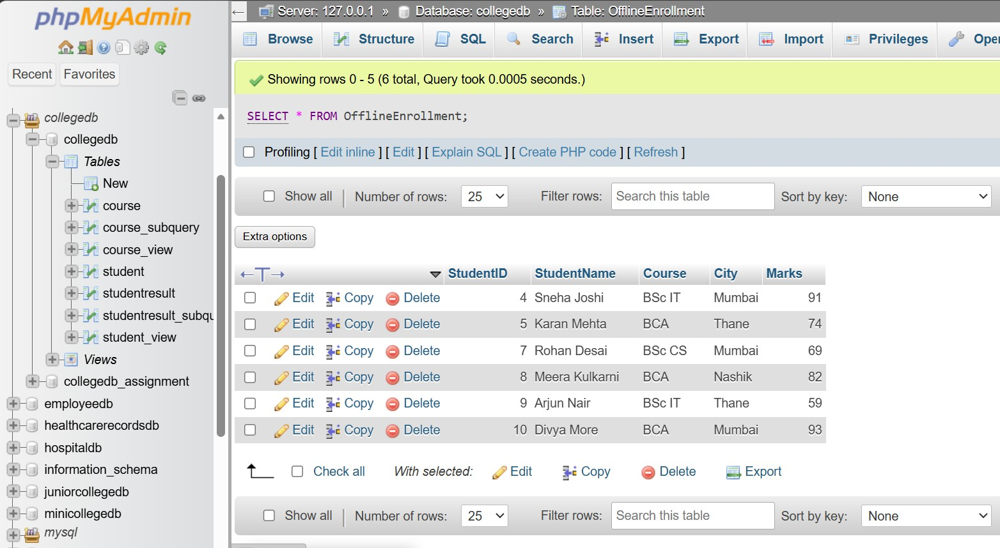 phpMyAdmin
Recent Favorites
collegedb
collegedb
Tables
New
course
course_subquery
course_view
student
studentresult
studentresult_subqu
student_view
Views
collegedb_assignment
employeedb
healthcarerecordsdb
hospitaldb
information_schema
juniorcollegedb
minicollegedb
mysql
Server: 127.0.0.1 » Database: collegedb » Table: OfflineEnrollment
Browse Structure SQL Search Insert Export Import Privileges Oper
Showing rows 0 - 5 (6 total, Query took 0.0005 seconds.)
SELECT * FROM OfflineEnrollment;
Profiling [ Edit inline ] [ Edit ] [ Explain SQL ] [ Create PHP code ] [ Refresh ]
Show all | Number of rows: 25 Filter rows: Search this table Sort by key: None
Extra options
←T→ StudentID StudentName Course City Marks
Edit Copy Delete 4 Sneha Joshi BSc IT Mumbai 91
Edit Copy Delete 5 Karan Mehta BCA Thane 74
Edit Copy Delete 7 Rohan Desai BSc CS Mumbai 69
Edit Copy Delete 8 Meera Kulkarni BCA Nashik 82
Edit Copy Delete 9 Arjun Nair BSc IT Thane 59
Edit Copy Delete 10 Divya More BCA Mumbai 93
Check all With selected: Edit Copy Delete Export
Show all | Number of rows: 25 Filter rows: Search this table Sort by key: None